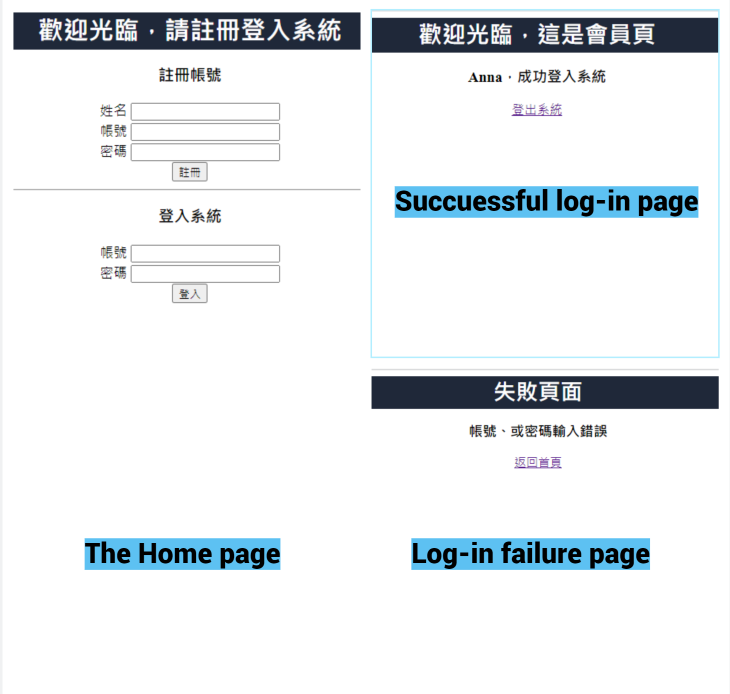 歡迎光臨，請註冊登入系統
註冊帳號
姓名
帳號
密碼
註冊
登入系統
帳號
密碼
登入
The Home page
歡迎光臨，這是會員頁
Anna，成功登入系統
登出系統
Succuessful log-in page
失敗頁面
帳號、或密碼輸入錯誤
返回首頁
Log-in failure page